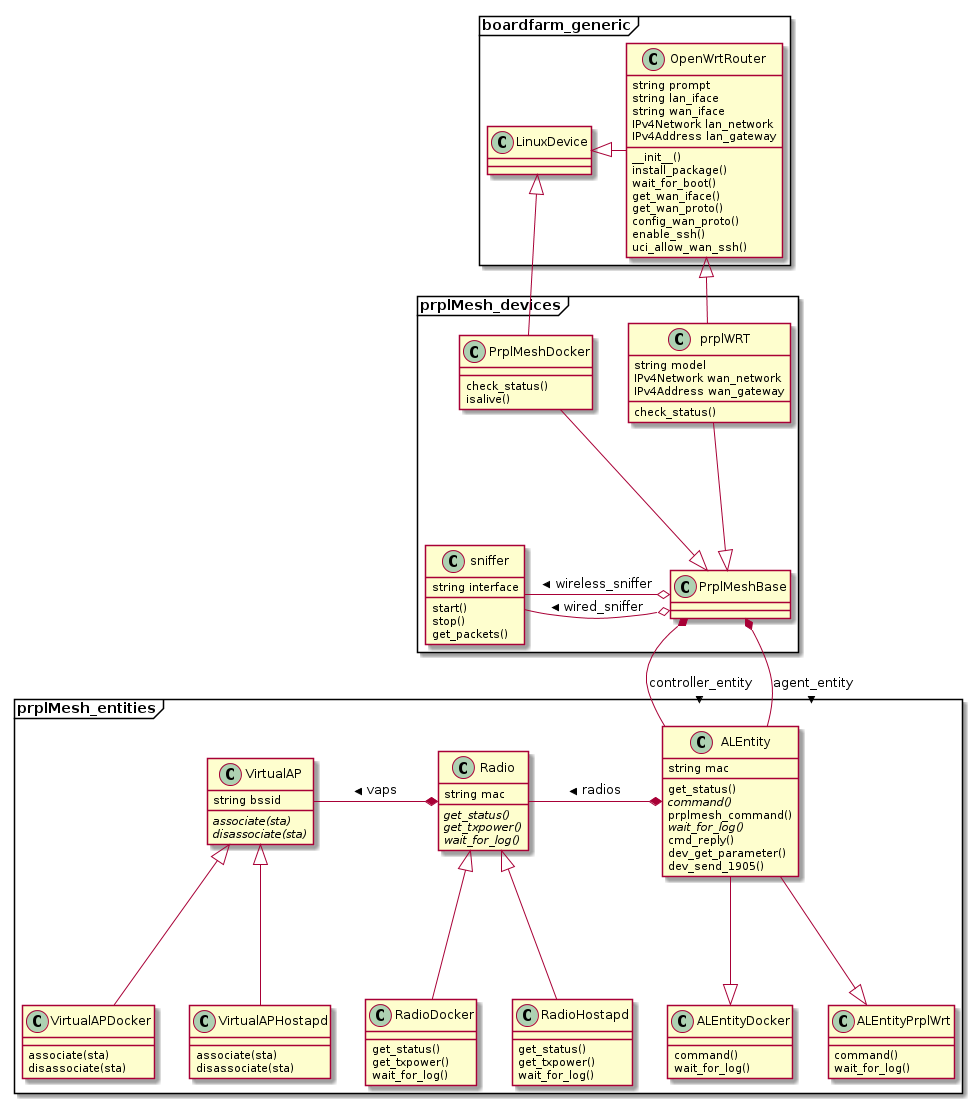 boardfarm_generic
C OpenWrtRouter
string prompt
string lan_iface
string wan_iface
IPv4Network lan_network
IPv4Address lan_gateway
__init__()
install_package()
wait_for_boot()
get_wan_iface()
get_wan_proto()
config_wan_proto()
enable_ssh()
uci_allow_wan_ssh()
C LinuxDevice
prplMesh_devices
C PrplMeshDocker
check_status()
isalive()
C prplWRT
string model
IPv4Network wan_network
IPv4Address wan_gateway
check_status()
C sniffer
string interface
start()
stop()
get_packets()
wireless_sniffer
wired_sniffer
C PrplMeshBase
controller_entity
agent_entity
prplMesh_entities
C VirtualAP
string bssid
associate(sta)
disassociate(sta)
vaps
C Radio
string mac
get_status()
get_txpower()
wait_for_log()
radios
C ALEntity
string mac
get_status()
command()
prplmesh_command()
wait_for_log()
cmd_reply()
dev_get_parameter()
dev_send_1905()
C VirtualAPDocker
associate(sta)
disassociate(sta)
C VirtualAPHostapd
associate(sta)
disassociate(sta)
C RadioDocker
get_status()
get_txpower()
wait_for_log()
C RadioHostapd
get_status()
get_txpower()
wait_for_log()
C ALEntityDocker
command()
wait_for_log()
C ALEntityPrplWrt
command()
wait_for_log()